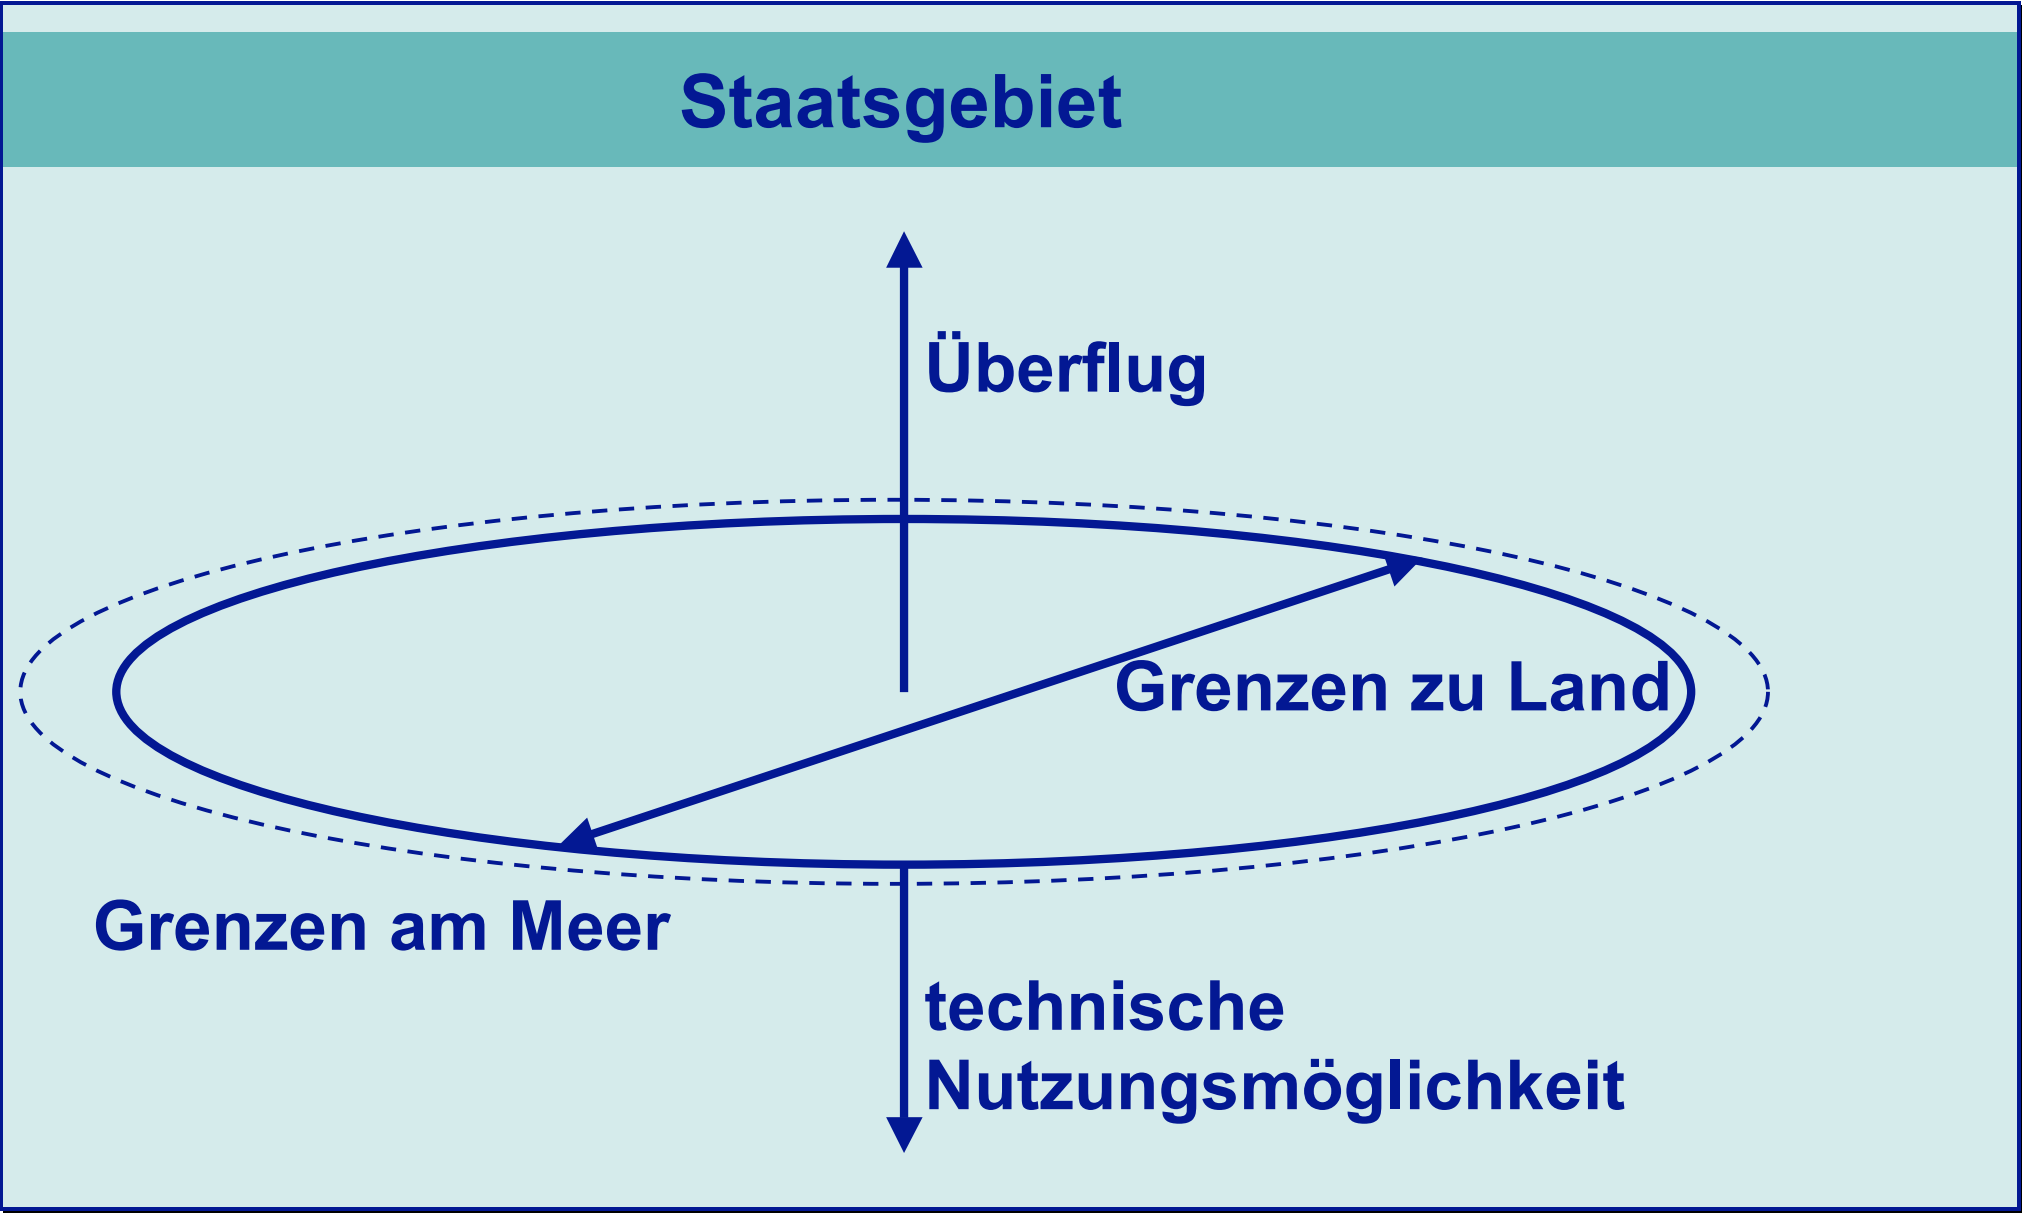 Staatsgebiet
Überflug
Grenzen zu Land
Grenzen am Meer
technische
Nutzungsmöglichkeit